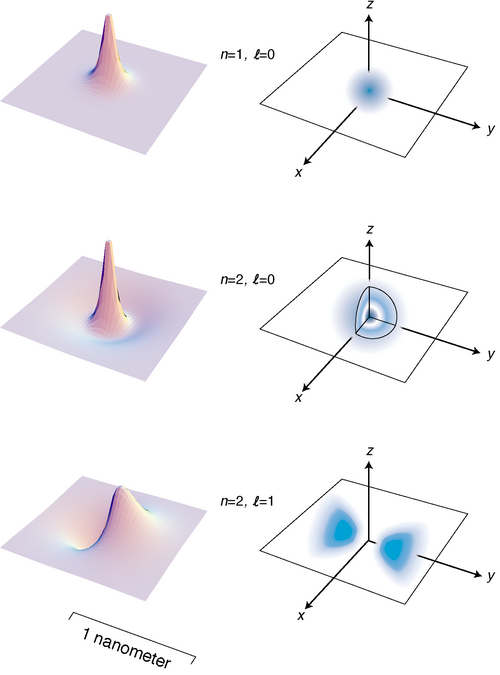 z
n=1, ℓ=0
y
x
z
n=2, ℓ=0
y
x
z
n=2, ℓ=1
y
x
1 nanometer